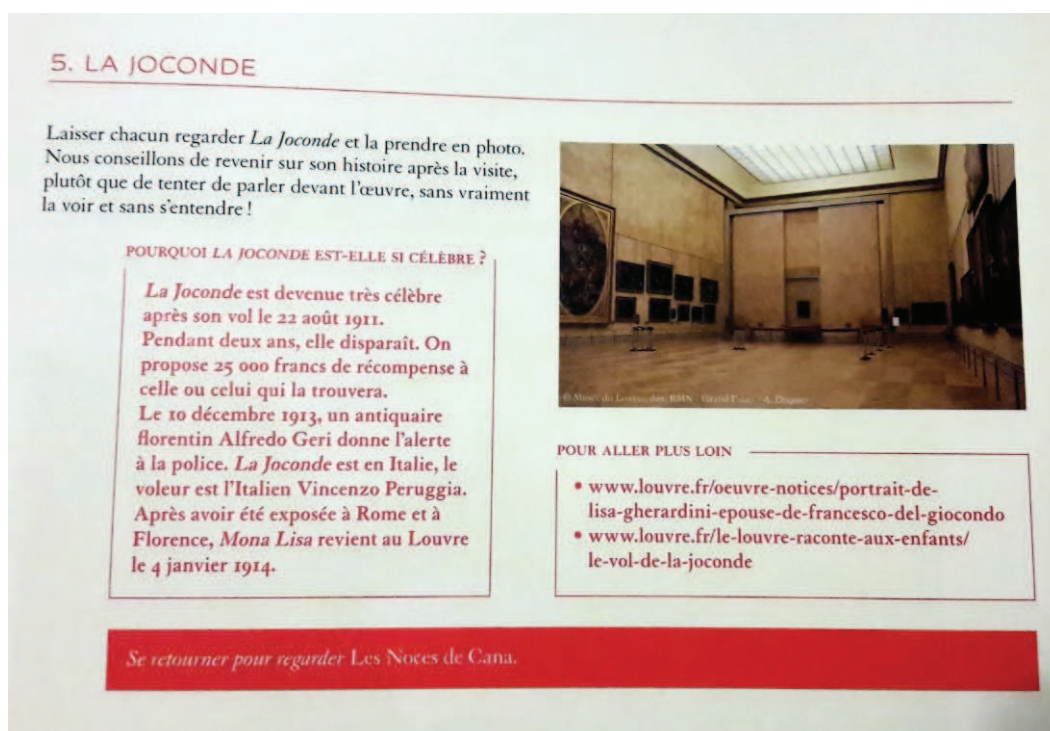 5. LA JOCONDE
Laisser chacun regarder La Joconde et la prendre en photo.
Nous conseillons de revenir sur son histoire après la visite,
plutôt que de tenter de parler devant l'œuvre, sans vraiment
la voir et sans s'entendre !
POURQUOI LA JOCONDE EST-ELLE SI CÉLÈBRE ?
La Joconde est devenue très célèbre
après son vol le 22 août 1911.
Pendant deux ans, elle disparaît. On
propose 25 000 francs de récompense à
celle ou celui qui la trouvera.
Le 10 décembre 1913, un antiquaire
florentin Alfredo Geri donne l'alerte
à la police. La Joconde est en Italie, le
voleur est l'Italien Vincenzo Peruggia.
Après avoir été exposée à Rome et à
Florence, Mona Lisa revient au Louvre
le 4 janvier 1914.
© Musée du Louvre, dist. RMN - Grand Palais - A. Dequier
POUR ALLER PLUS LOIN
• www.louvre.fr/oeuvre-notices/portrait-de-
lisa-gherardini-epouse-de-francesco-del-giocondo
• www.louvre.fr/le-louvre-raconte-aux-enfants/
le-vol-de-la-joconde
Se retourner pour regarder Les Noces de Cana.